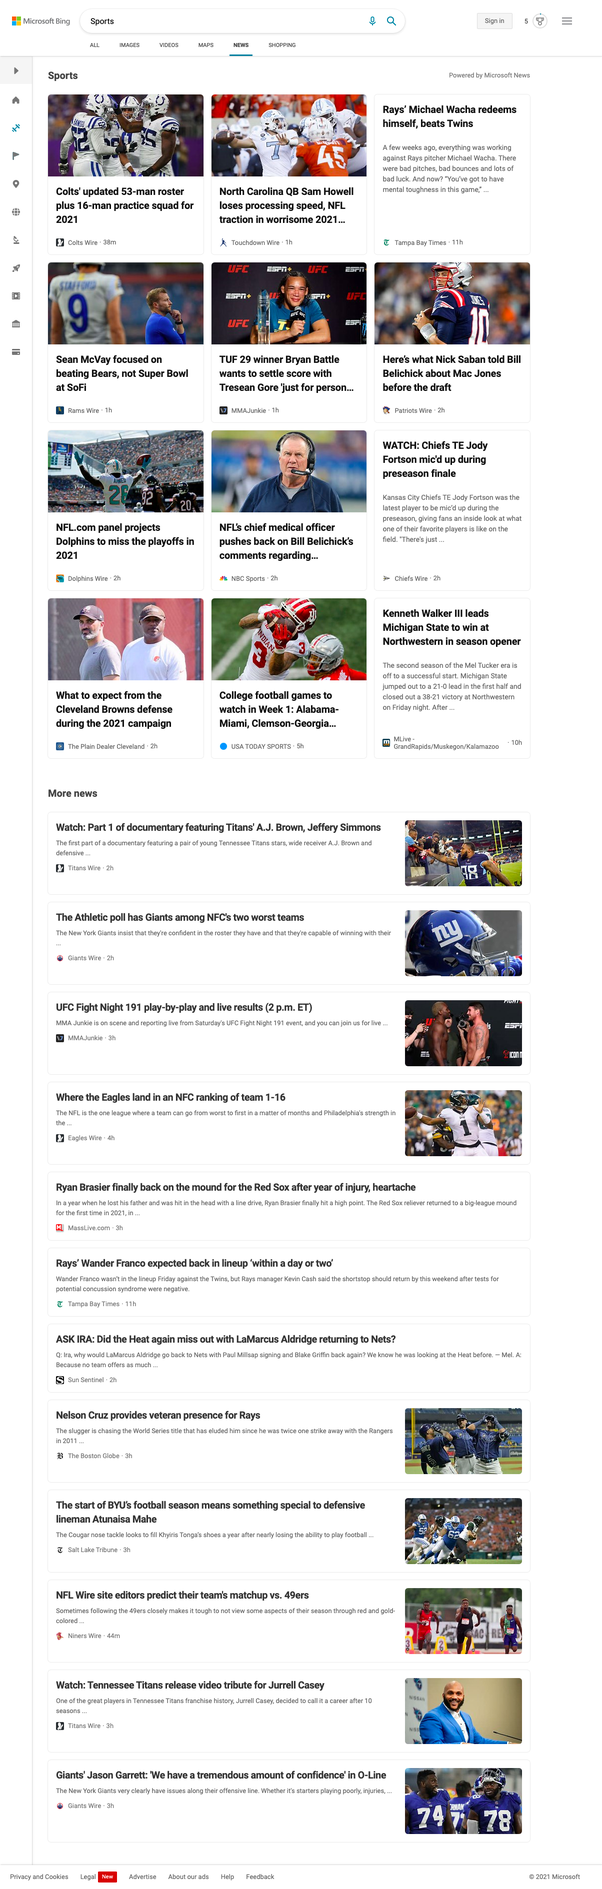 Microsoft Bing
Sports
Sign in
5
ALL IMAGES VIDEOS MAPS NEWS SHOPPING
Sports
Powered by Microsoft News
Colts' updated 53-man roster
plus 16-man practice squad for
2021
Colts Wire · 38m
7
45
North Carolina QB Sam Howell
loses processing speed, NFL
traction in worrisome 2021...
Touchdown Wire · 1h
Rays' Michael Wacha redeems
himself, beats Twins
A few weeks ago, everything was working
against Rays pitcher Michael Wacha. There
were bad pitches, bad bounces and lots of
bad luck. And now? "You've got to have
mental toughness in this game," ...
Tampa Bay Times · 11h
STAFFORD
9
Sean McVay focused on
beating Bears, not Super Bowl
at SoFi
Rams Wire · 1h
UFC
ESPN+
UFC
TUF 29 winner Bryan Battle
wants to settle score with
Tresean Gore 'just for person...
MMAJunkie · 1h
10
Here's what Nick Saban told Bill
Belichick about Mac Jones
before the draft
Patriots Wire · 2h
28
92
20
NFL.com panel projects
Dolphins to miss the playoffs in
2021
Dolphins Wire · 2h
NFL's chief medical officer
pushes back on Bill Belichick's
comments regarding...
NBC Sports · 2h
WATCH: Chiefs TE Jody
Fortson mic'd up during
preseason finale
Kansas City Chiefs TE Jody Fortson was the
latest player to be mic'd up during the
preseason, giving fans an inside look at what
one of their favorite players is like on the
field. "There's just ...
Chiefs Wire · 2h
What to expect from the
Cleveland Browns defense
during the 2021 campaign
The Plain Dealer Cleveland · 2h
3
College football games to
watch in Week 1: Alabama-
Miami, Clemson-Georgia...
USA TODAY SPORTS · 5h
Kenneth Walker III leads
Michigan State to win at
Northwestern in season opener
The second season of the Mel Tucker era is
off to a successful start. Michigan State
jumped out to a 21-0 lead in the first half and
closed out a 38-21 victory at Northwestern
on Friday night. After ...
MLive -
GrandRapids/Muskegon/Kalamazoo · 10h
More news
Watch: Part 1 of documentary featuring Titans' A.J. Brown, Jeffery Simmons
The first part of a documentary featuring a pair of young Tennessee Titans stars, wide receiver A.J. Brown and
defensive ...
Titans Wire · 2h
98
The Athletic poll has Giants among NFC's two worst teams
The New York Giants insist that they're confident in the roster they have and that they're capable of winning with their
...
Giants Wire · 2h
ny
UFC Fight Night 191 play-by-play and live results (2 p.m. ET)
MMA Junkie is on scene and reporting live from Saturday's UFC Fight Night 191 event, and you can join us for live ...
MMAJunkie · 3h
Where the Eagles land in an NFC ranking of team 1-16
The NFL is the one league where a team can go from worst to first in a matter of months and Philadelphia's strength in
the ...
Eagles Wire · 4h
1
Ryan Brasier finally back on the mound for the Red Sox after year of injury, heartache
In a year when he lost his father and was hit in the head with a line drive, Ryan Brasier finally hit a high point. The Red Sox reliever returned to a big-league mound
for the first time in 2021, in ...
MassLive.com · 3h
Rays' Wander Franco expected back in lineup 'within a day or two'
Wander Franco wasn't in the lineup Friday against the Twins, but Rays manager Kevin Cash said the shortstop should return by this weekend after tests for
potential concussion syndrome were negative.
Tampa Bay Times · 11h
ASK IRA: Did the Heat again miss out with LaMarcus Aldridge returning to Nets?
Q: Ira, why would LaMarcus Aldridge go back to Nets with Paul Millsap signing and Blake Griffin back again? We know he was looking at the Heat before. — Mel. A:
Because no team offers as much ...
Sun Sentinel · 2h
Nelson Cruz provides veteran presence for Rays
The slugger is chasing the World Series title that has eluded him since he was twice one strike away with the Rangers
in 2011 ...
The Boston Globe · 3h
The start of BYU's football season means something special to defensive
lineman Atunaisa Mahe
The Cougar nose tackle looks to fill Khyiris Tonga's shoes a year after nearly losing the ability to play football ...
Salt Lake Tribune · 3h
NFL Wire site editors predict their team's matchup vs. 49ers
Sometimes following the 49ers closely makes it tough to not view some aspects of their season through red and gold-
colored ...
Niners Wire · 44m
Watch: Tennessee Titans release video tribute for Jurrell Casey
One of the great players in Tennessee Titans franchise history, Jurrell Casey, decided to call it a career after 10
seasons ...
Titans Wire · 3h
Giants' Jason Garrett: 'We have a tremendous amount of confidence' in O-Line
The New York Giants very clearly have issues along their offensive line. Whether it's starters playing poorly, injuries, ...
Giants Wire · 3h
74
78
Privacy and Cookies Legal New Advertise About our ads Help Feedback © 2021 Microsoft